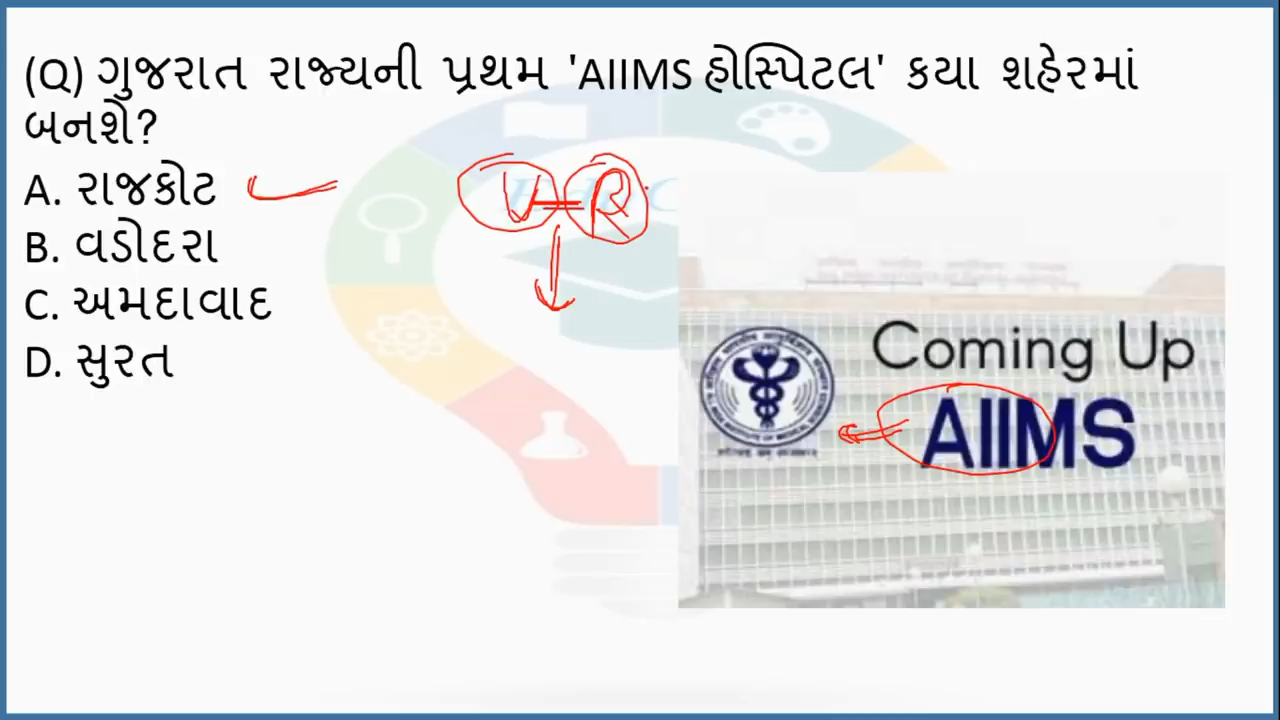 (Q) ગુજરાત રાજ્યની પ્રથમ 'AIIMS હોસ્પિટલ' કયા શહેરમાં
બનશે?
A. રાજકોટ
V = R
B. વડોદરા
C. અમદાવાદ
D. સુરત
Coming Up
AIIMS